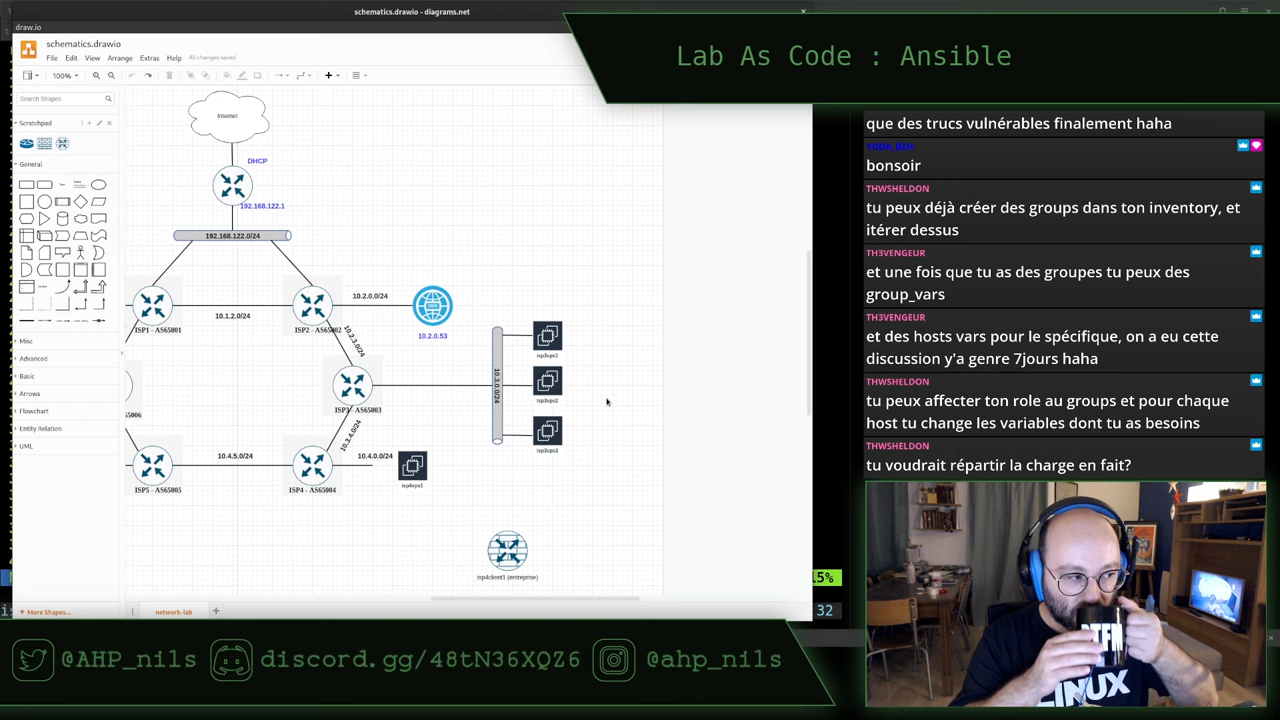 schematics.drawio - diagrams.net
draw.io
schematics.drawio
File Edit View Arrange Extras Help All changes saved
100%
Search Shapes
Scratchpad
General
Misc
Advanced
Basic
Arrows
Flowchart
Entity Relation
UML
+ More Shapes...
network-lab
Internet
DHCP
192.168.122.1
192.168.122.0/24
10.2.0.0/24
10.1.2.0/24
ISP1 - AS65001
ISP2 - AS65002
10.2.0.53
10.2.3.0/24
isp3vps1
10.3.0.0/24
isp3vps2
ISP3 - AS65003
isp3vps3
10.3.4.0/24
10.4.5.0/24
10.4.0.0/24
ISP5 - AS65005
ISP4 - AS65004
isp4vps1
isp4client1 (entreprise)
Lab As Code : Ansible
que des trucs vulnérables finalement haha
YODA_BZH
bonsoir
THWSHELDON
tu peux déjà créer des groups dans ton inventory, et
itérer dessus
TH3VENGEUR
et une fois que tu as des groupes tu peux des
group_vars
TH3VENGEUR
et des hosts vars pour le spécifique, on a eu cette
discussion y'a genre 7jours haha
THWSHELDON
tu peux affecter ton role au groups et pour chaque
host tu change les variables dont tu as besoins
THWSHELDON
tu voudrait répartir la charge en fait?
15%
32
LINUX
@AHP_nils
discord.gg/48tN36XQZ6
@ahp_nils